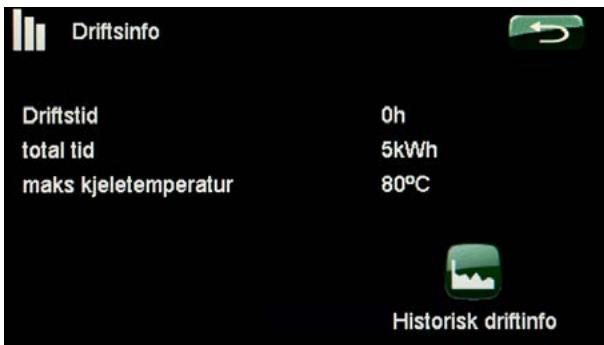 Driftsinfo
Driftstid 0h
total tid 5kWh
maks kjeletemperatur 80ºC
Historisk driftinfo